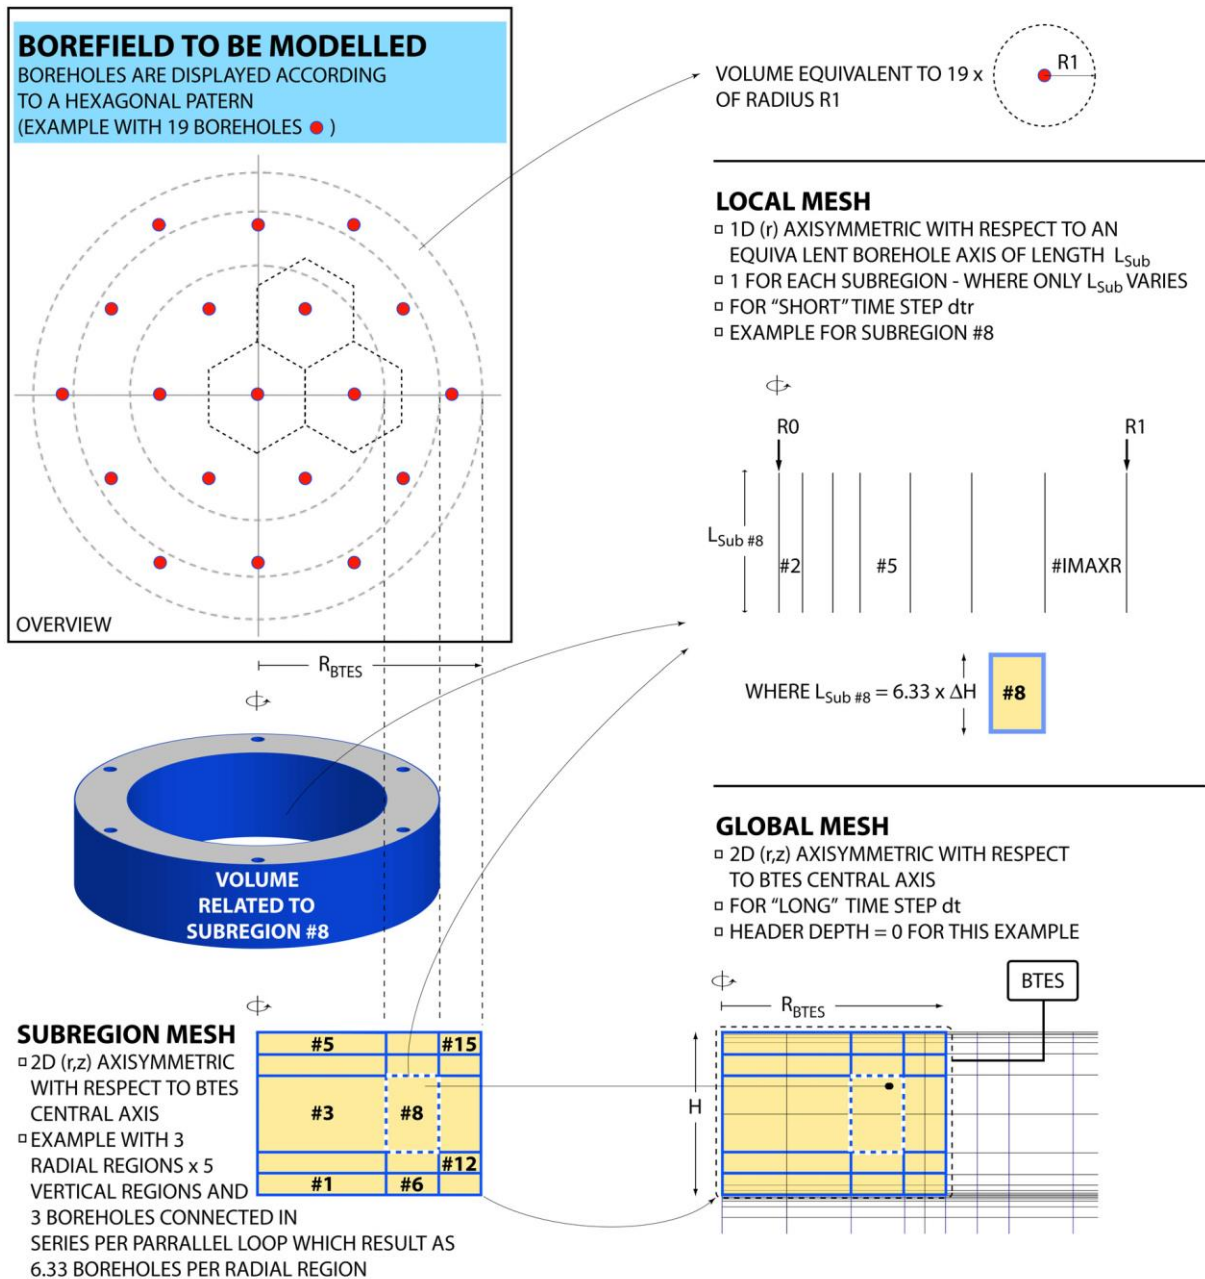 BOREFIELD TO BE MODELLED
BOREHOLES ARE DISPLAYED ACCORDING
TO A HEXAGONAL PATERN
(EXAMPLE WITH 19 BOREHOLES )
OVERVIEW
R1
VOLUME EQUIVALENT TO 19 x
OF RADIUS R1
LOCAL MESH
▫ 1D (r) AXISYMMETRIC WITH RESPECT TO AN
EQUIVA LENT BOREHOLE AXIS OF LENGTH LSub
▫ 1 FOR EACH SUBREGION - WHERE ONLY LSub VARIES
▫ FOR “SHORT” TIME STEP dtr
▫ EXAMPLE FOR SUBREGION #8
R0
R1
LSub #8
#2
#5
#IMAXR
WHERE LSub #8 = 6.33 x ΔH
#8
RBTES
VOLUME
RELATED TO
SUBREGION #8
GLOBAL MESH
▫ 2D (r,z) AXISYMMETRIC WITH RESPECT
TO BTES CENTRAL AXIS
▫ FOR “LONG” TIME STEP dt
▫ HEADER DEPTH = 0 FOR THIS EXAMPLE
BTES
RBTES
H
SUBREGION MESH
▫ 2D (r,z) AXISYMMETRIC
WITH RESPECT TO BTES
CENTRAL AXIS
▫ EXAMPLE WITH 3
RADIAL REGIONS x 5
VERTICAL REGIONS AND
3 BOREHOLES CONNECTED IN
SERIES PER PARRALLEL LOOP WHICH RESULT AS
6.33 BOREHOLES PER RADIAL REGION
#5
#15
#3
#8
#12
#1
#6